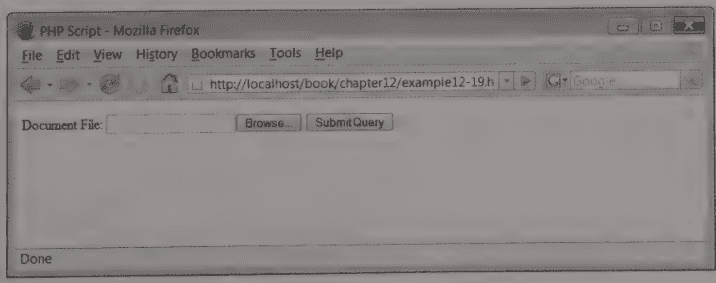 PHP Script - Mozilla Firefox
File Edit View History Bookmarks Tools Help
http://localhost/book/chapter12/example12-19.h G Google
Document File: Browse... Submit Query
Done